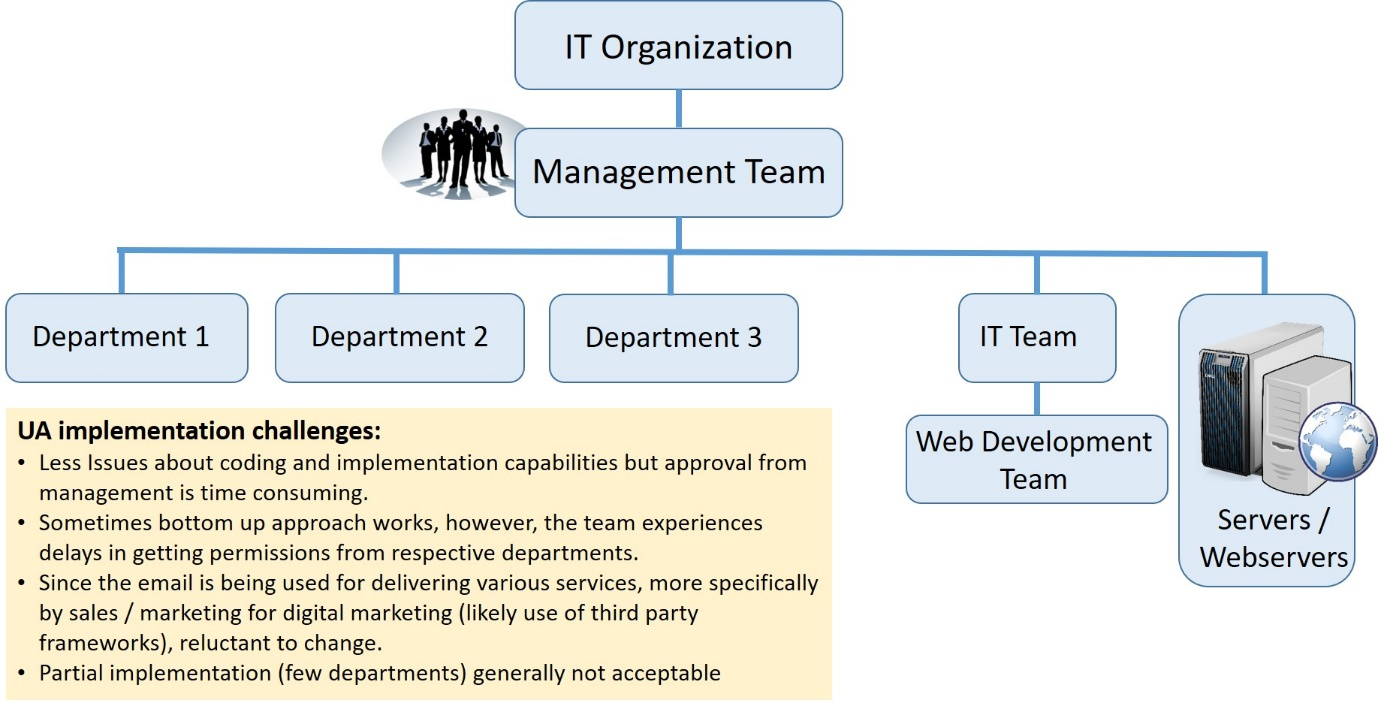 IT Organization
Management Team
Department 1
Department 2
Department 3
IT Team
Web Development
Team
Servers /
Webservers
UA implementation challenges:
• Less Issues about coding and implementation capabilities but approval from
management is time consuming.
• Sometimes bottom up approach works, however, the team experiences
delays in getting permissions from respective departments.
• Since the email is being used for delivering various services, more specifically
by sales / marketing for digital marketing (likely use of third party
frameworks), reluctant to change.
• Partial implementation (few departments) generally not acceptable